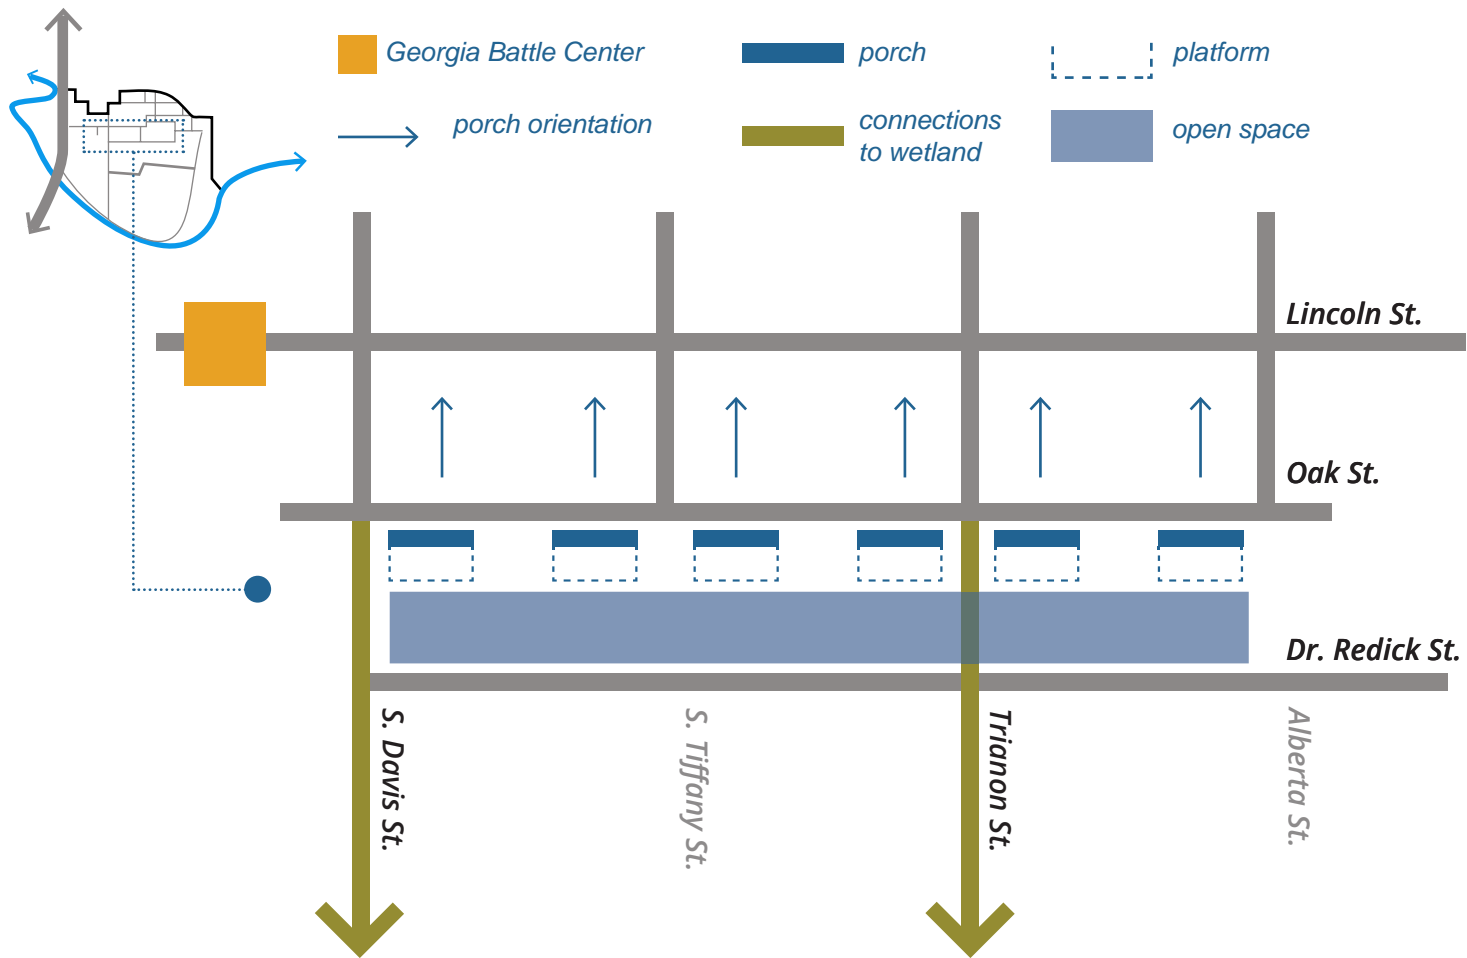 Georgia Battle Center
porch
platform
porch orientation
connections
to wetland
open space
Lincoln St.
Oak St.
Dr. Redick St.
S. Davis St.
S. Tiffany St.
Trianon St.
Alberta St.